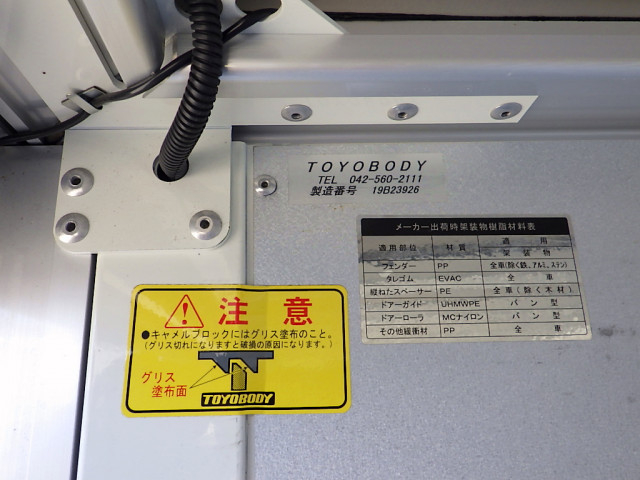 TOYOBODY
TEL 042-560-2111
製造番号 19B23926
メーカー出荷時架装物樹脂材料表
適用部位 材質 適用架装物
フェンダー PP 全車(除く鉄、アルミ、ステン)
タレゴム EVAC 全車
縦ねたスペーサー PE 全車(除く木材)
ドアーガイド UHMWPE バン型
ドアーローラ MCナイロン バン型
その他緩衝材 PP 全車
注意
●キャメルブロックにはグリス塗布のこと。
(グリス切れになりますと破損の原因になります。)
グリス
塗布面
TOYOBODY